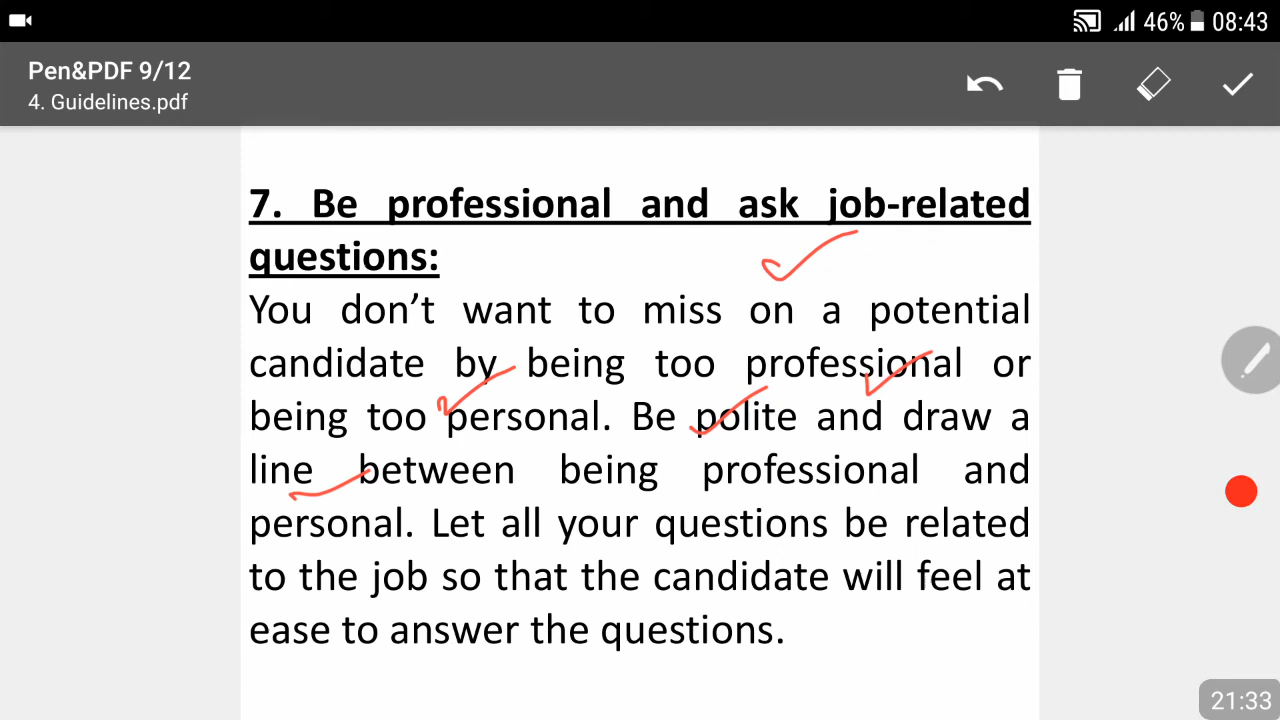 46% 08:43
Pen&PDF 9/12
4. Guidelines.pdf
7. Be professional and ask job-related
questions:
You don’t want to miss on a potential
candidate by being too professional or
being too personal. Be polite and draw a
line between being professional and
personal. Let all your questions be related
to the job so that the candidate will feel at
ease to answer the questions.
21:33